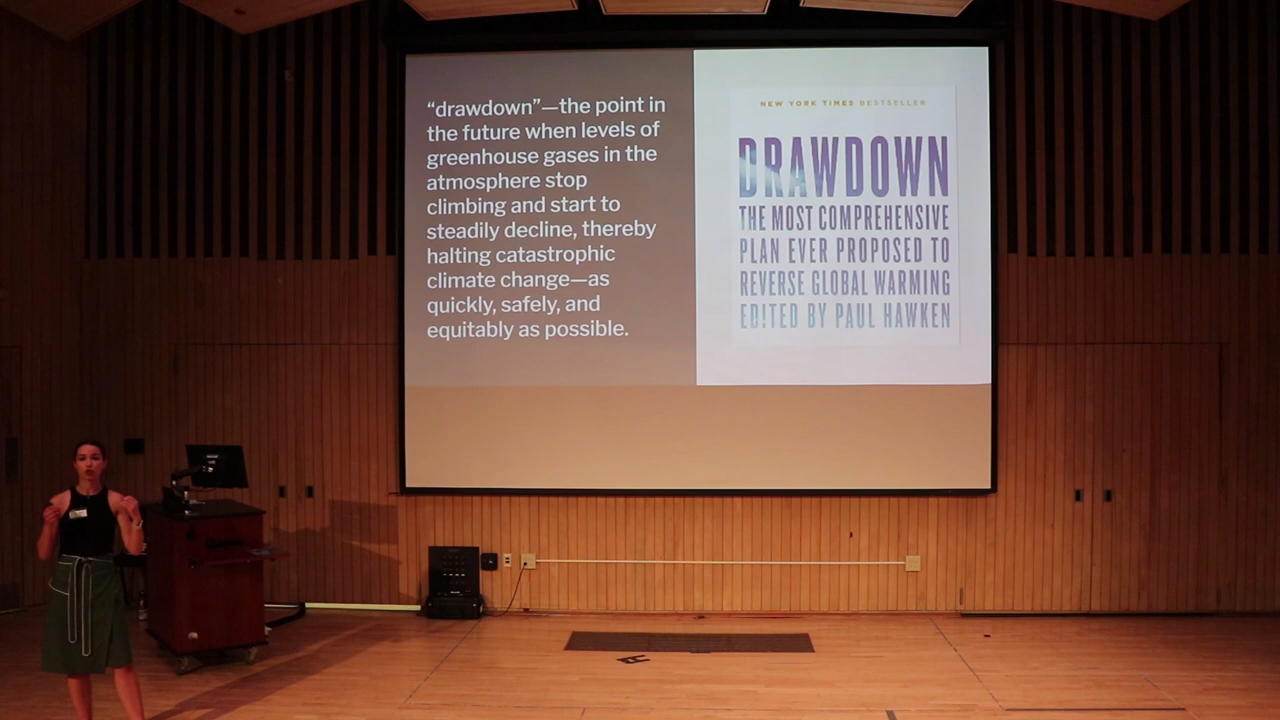 “drawdown”—the point in
the future when levels of
greenhouse gases in the
atmosphere stop
climbing and start to
steadily decline, thereby
halting catastrophic
climate change—as
quickly, safely, and
equitably as possible.
NEW YORK TIMES BESTSELLER
DRAWDOWN
THE MOST COMPREHENSIVE
PLAN EVER PROPOSED TO
REVERSE GLOBAL WARMING
EDITED BY PAUL HAWKEN